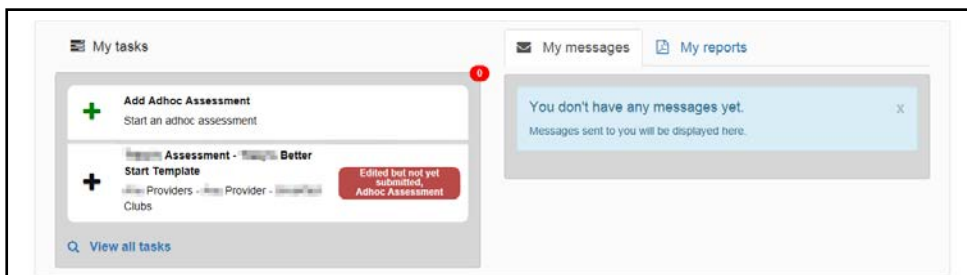 My tasks
0
Add Adhoc Assessment
Start an adhoc assessment
Assessment - Better
Start Template
Providers - Provider -
Clubs
Edited but not yet
submitted,
Adhoc Assessment
View all tasks
My messages
My reports
You don't have any messages yet.
x
Messages sent to you will be displayed here.